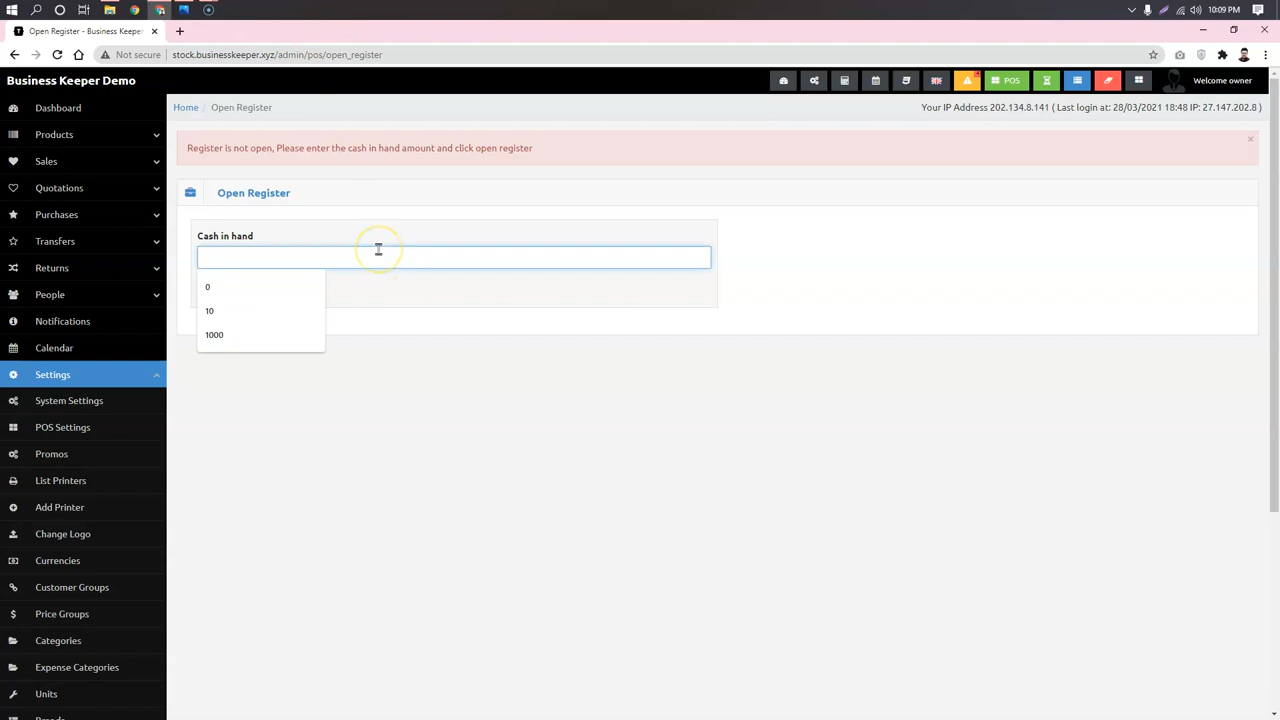 10:09 PM
Open Register - Business Keeper
Not secure
stock.businesskeeper.xyz/admin/pos/open_register
Business Keeper Demo
POS
Welcome owner
Dashboard
Products
Sales
Quotations
Purchases
Transfers
Returns
People
Notifications
Calendar
Settings
System Settings
POS Settings
Promos
List Printers
Add Printer
Change Logo
Currencies
Customer Groups
Price Groups
Categories
Expense Categories
Units
Brands
Home / Open Register
Your IP Address 202.134.8.141 ( Last login at: 28/03/2021 18:48 IP: 27.147.202.8 )
Register is not open, Please enter the cash in hand amount and click open register
×
Open Register
Cash in hand
0
10
1000